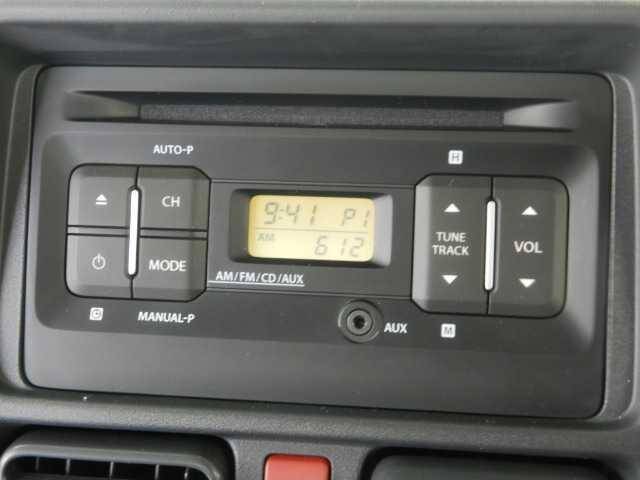 AUTO-P
H
CH
9:41 P1
TUNE
TRACK
VOL
AM
612
MODE
AM/FM/CD/AUX
C
MANUAL-P
AUX
M